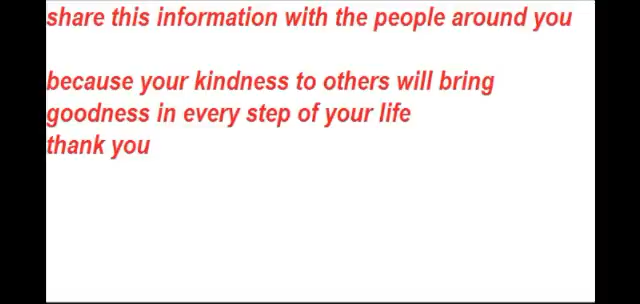 share this information with the people around you
because your kindness to others will bring
goodness in every step of your life
thank you